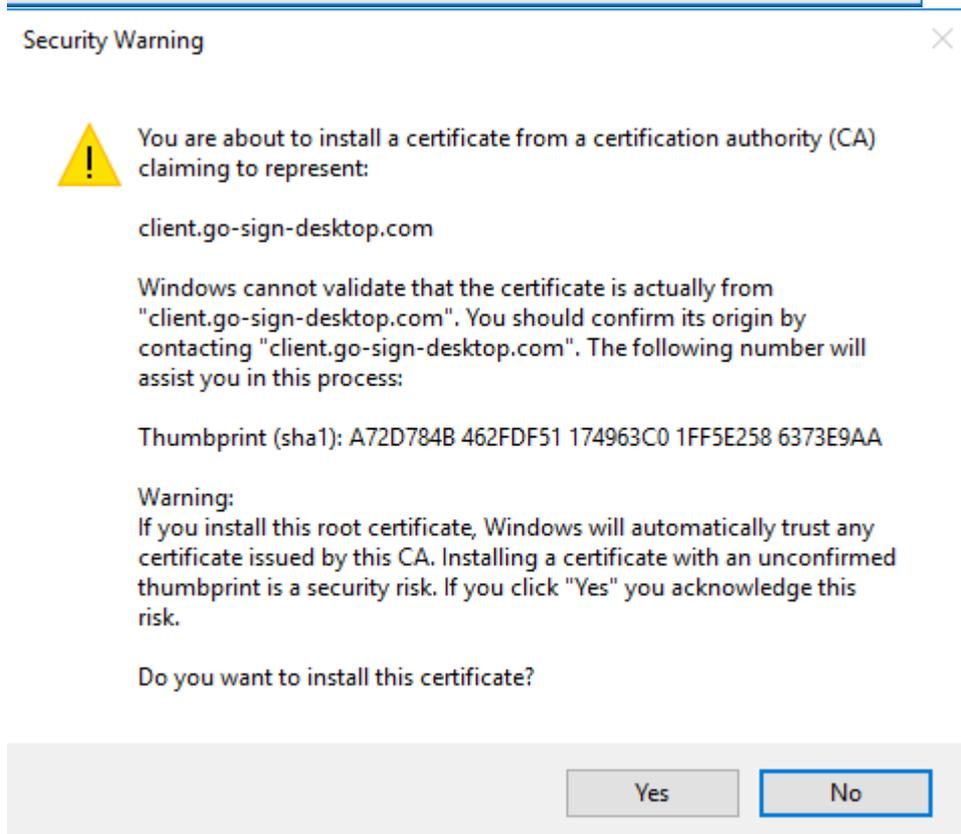 Security Warning
You are about to install a certificate from a certification authority (CA)
claiming to represent:
client.go-sign-desktop.com
Windows cannot validate that the certificate is actually from
"client.go-sign-desktop.com". You should confirm its origin by
contacting "client.go-sign-desktop.com". The following number will
assist you in this process:
Thumbprint (sha1): A72D784B 462FDF51 174963C0 1FF5E258 6373E9AA
Warning:
If you install this root certificate, Windows will automatically trust any
certificate issued by this CA. Installing a certificate with an unconfirmed
thumbprint is a security risk. If you click "Yes" you acknowledge this
risk.
Do you want to install this certificate?
Yes
No